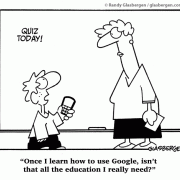 © Randy Glasbergen / glasbergen.com
QUIZ
TODAY!
GLASBERGEN
"Once I learn how to use Google, isn't
that all the education I really need?"